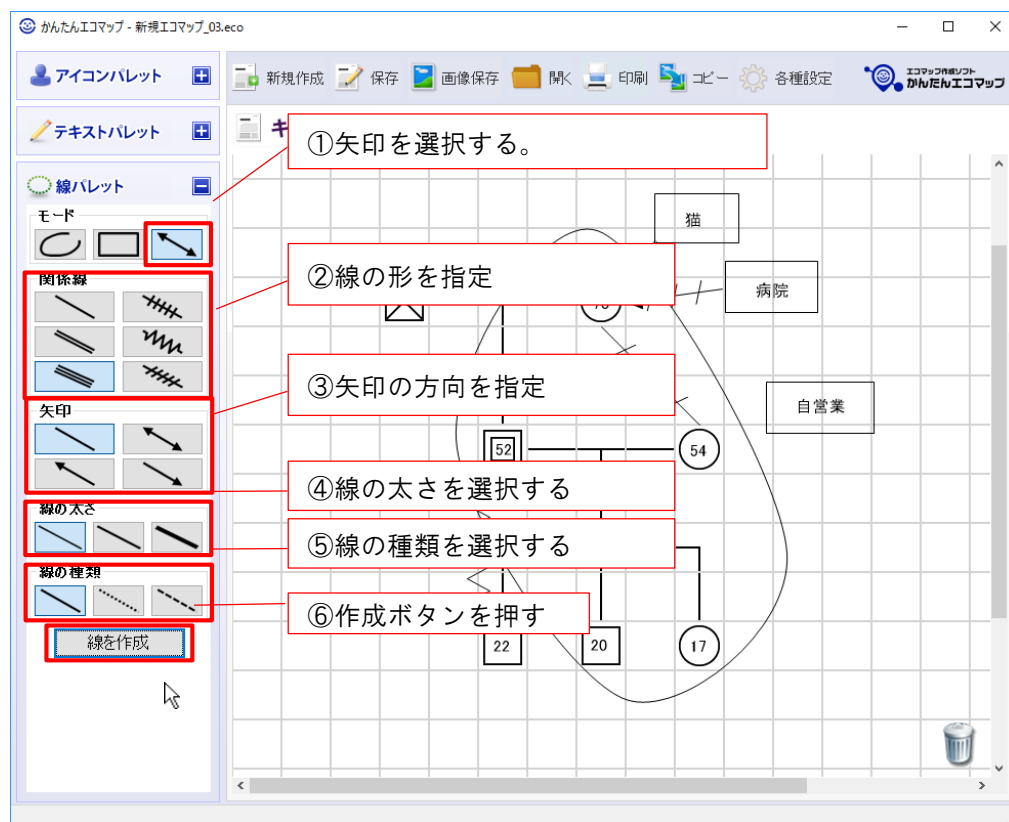 かんたんエコマップ - 新規エコマップ_03.eco
アイコンパレット
テキストパレット
線パレット
モード
関係線
矢印
線の太さ
線の種類
線を作成
新規作成
保存
画像保存
開く
印刷
コピー
各種設定
エコマップ作成ソフト
かんたんエコマップ
キ
①矢印を選択する。
猫
②線の形を指定
病院
③矢印の方向を指定
自営業
52
54
④線の太さを選択する
⑤線の種類を選択する
⑥作成ボタンを押す
22
20
17